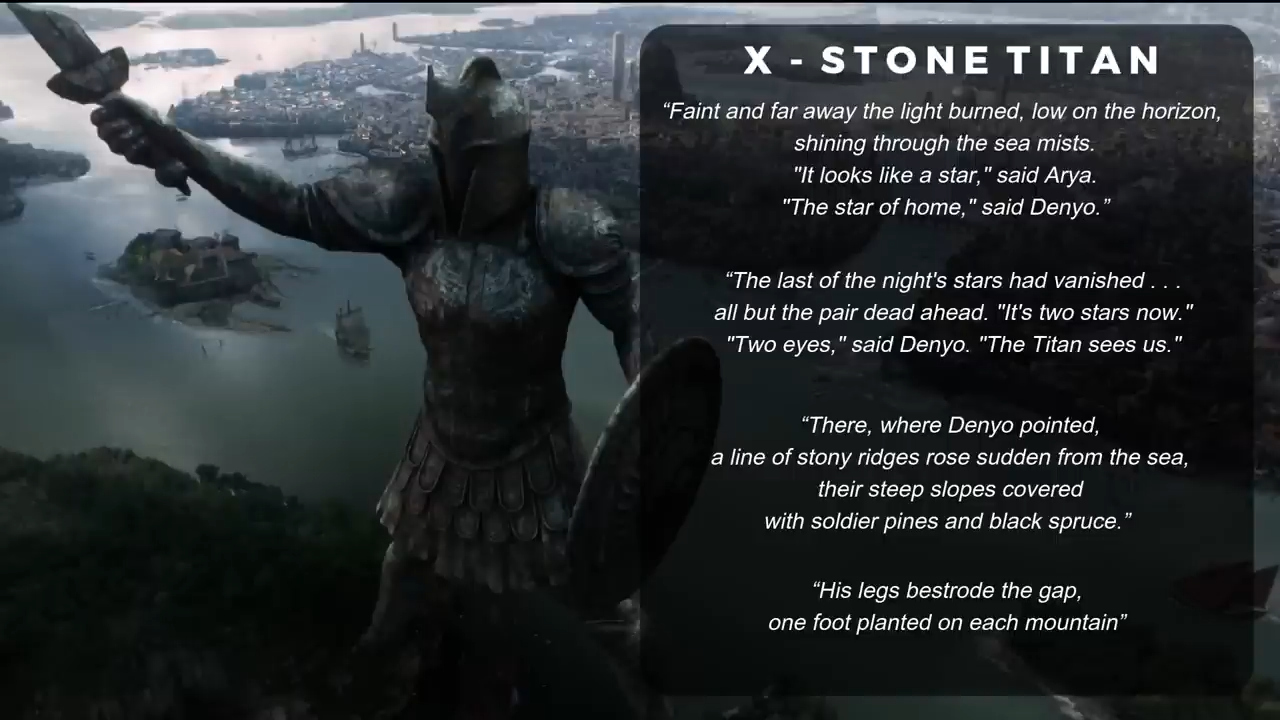 X - STONE TITAN
“Faint and far away the light burned, low on the horizon,
shining through the sea mists.
"It looks like a star," said Arya.
"The star of home," said Denyo.”
“The last of the night's stars had vanished . . .
all but the pair dead ahead. "It's two stars now."
"Two eyes," said Denyo. "The Titan sees us."
“There, where Denyo pointed,
a line of stony ridges rose sudden from the sea,
their steep slopes covered
with soldier pines and black spruce.”
“His legs bestrode the gap,
one foot planted on each mountain”